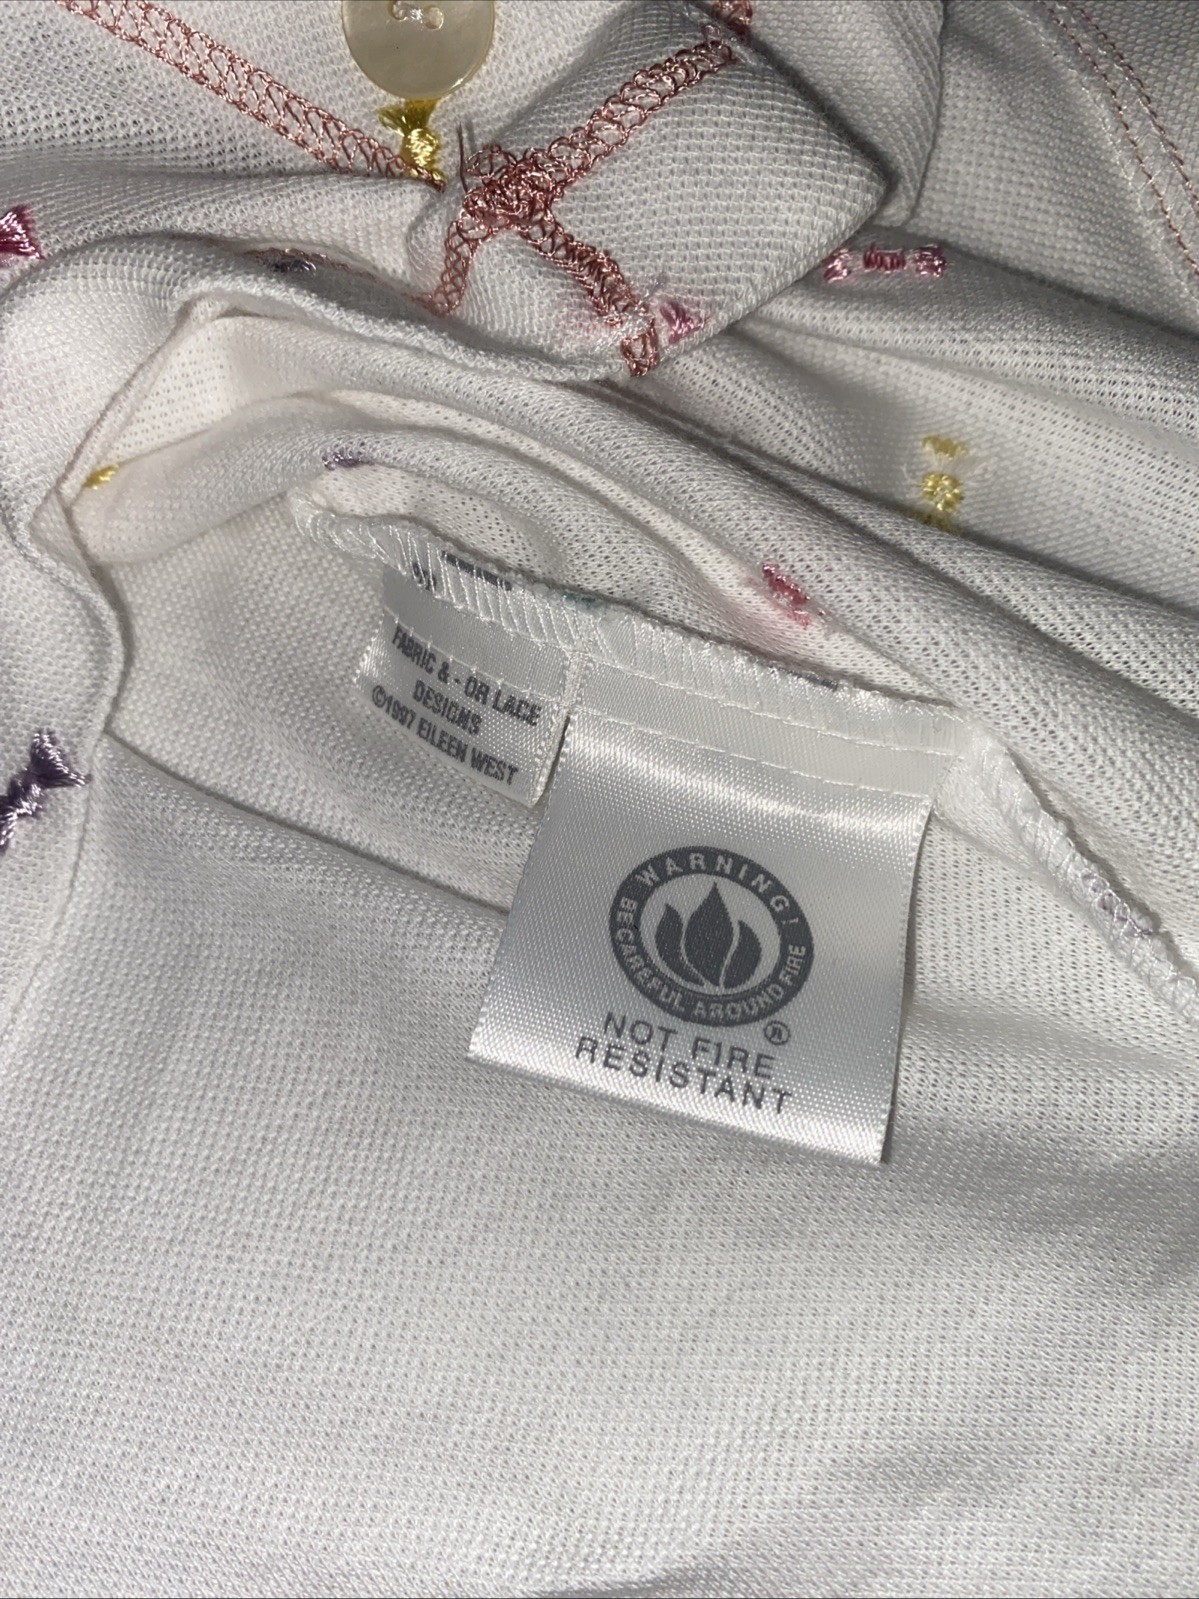 FABRIC & - OR LACE
DESIGNS
©1997 EILEEN WEST
WARNING!
BE CAREFUL AROUND FIRE
®
NOT FIRE
RESISTANT